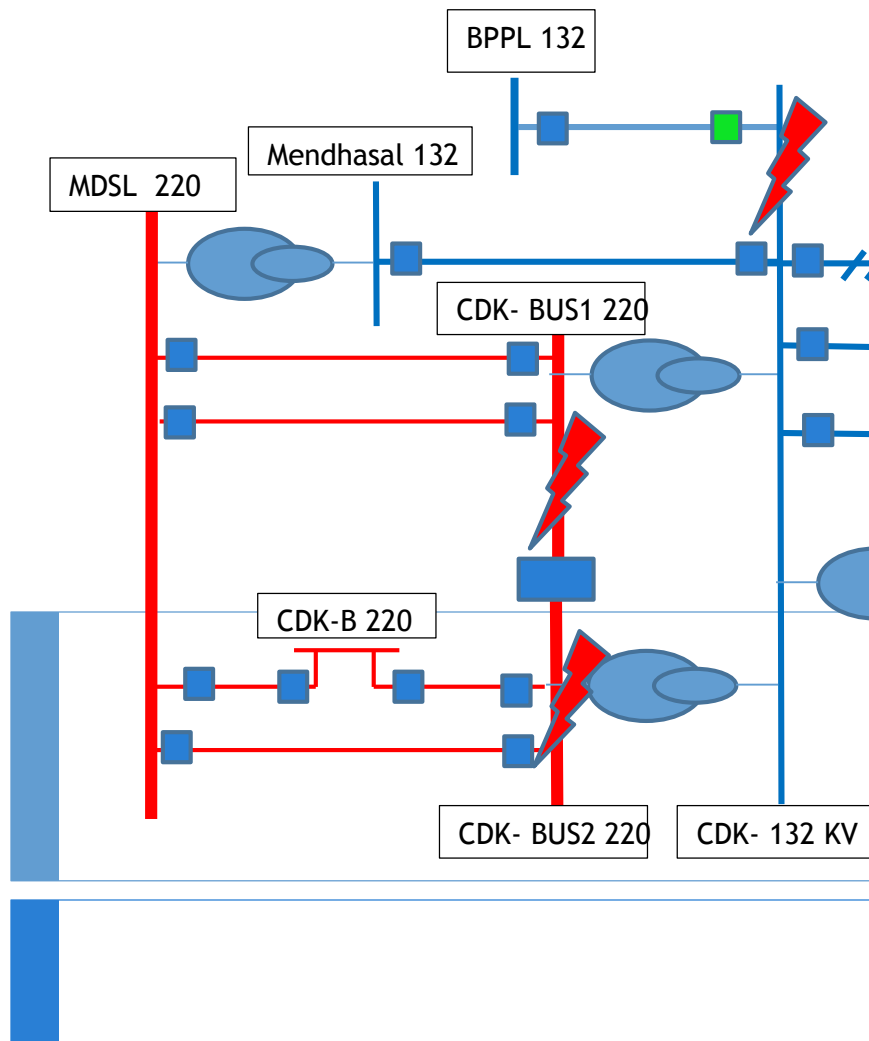 BPPL 132
Mendhasal 132
MDSL 220
CDK- BUS1 220
CDK-B 220
CDK- BUS2 220
CDK- 132 KV